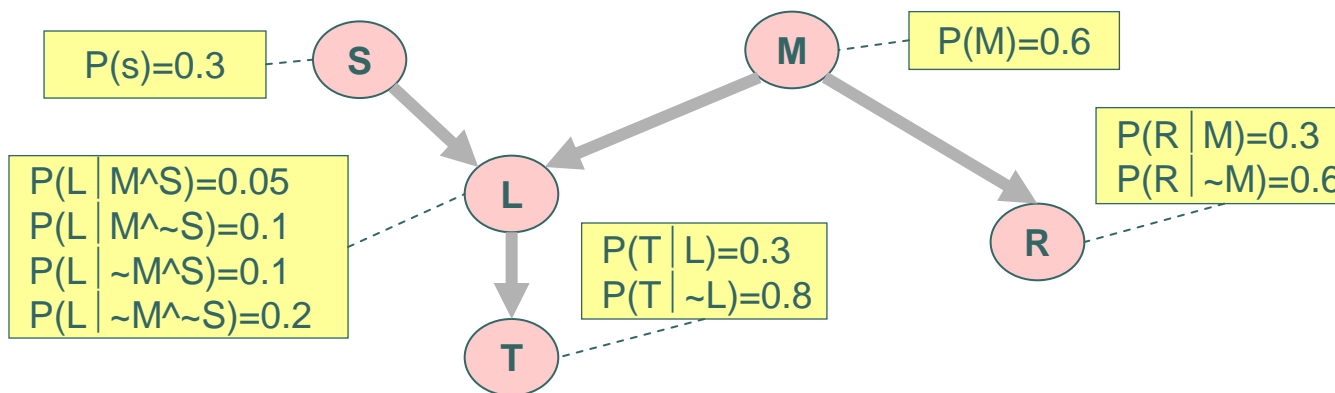 P(s)=0.3
S
M
P(M)=0.6
P(R|M)=0.3
P(R|~M)=0.6
P(L|M^S)=0.05
P(L|M^~S)=0.1
P(L|~M^S)=0.1
P(L|~M^~S)=0.2
L
P(T|L)=0.3
P(T|~L)=0.8
R
T